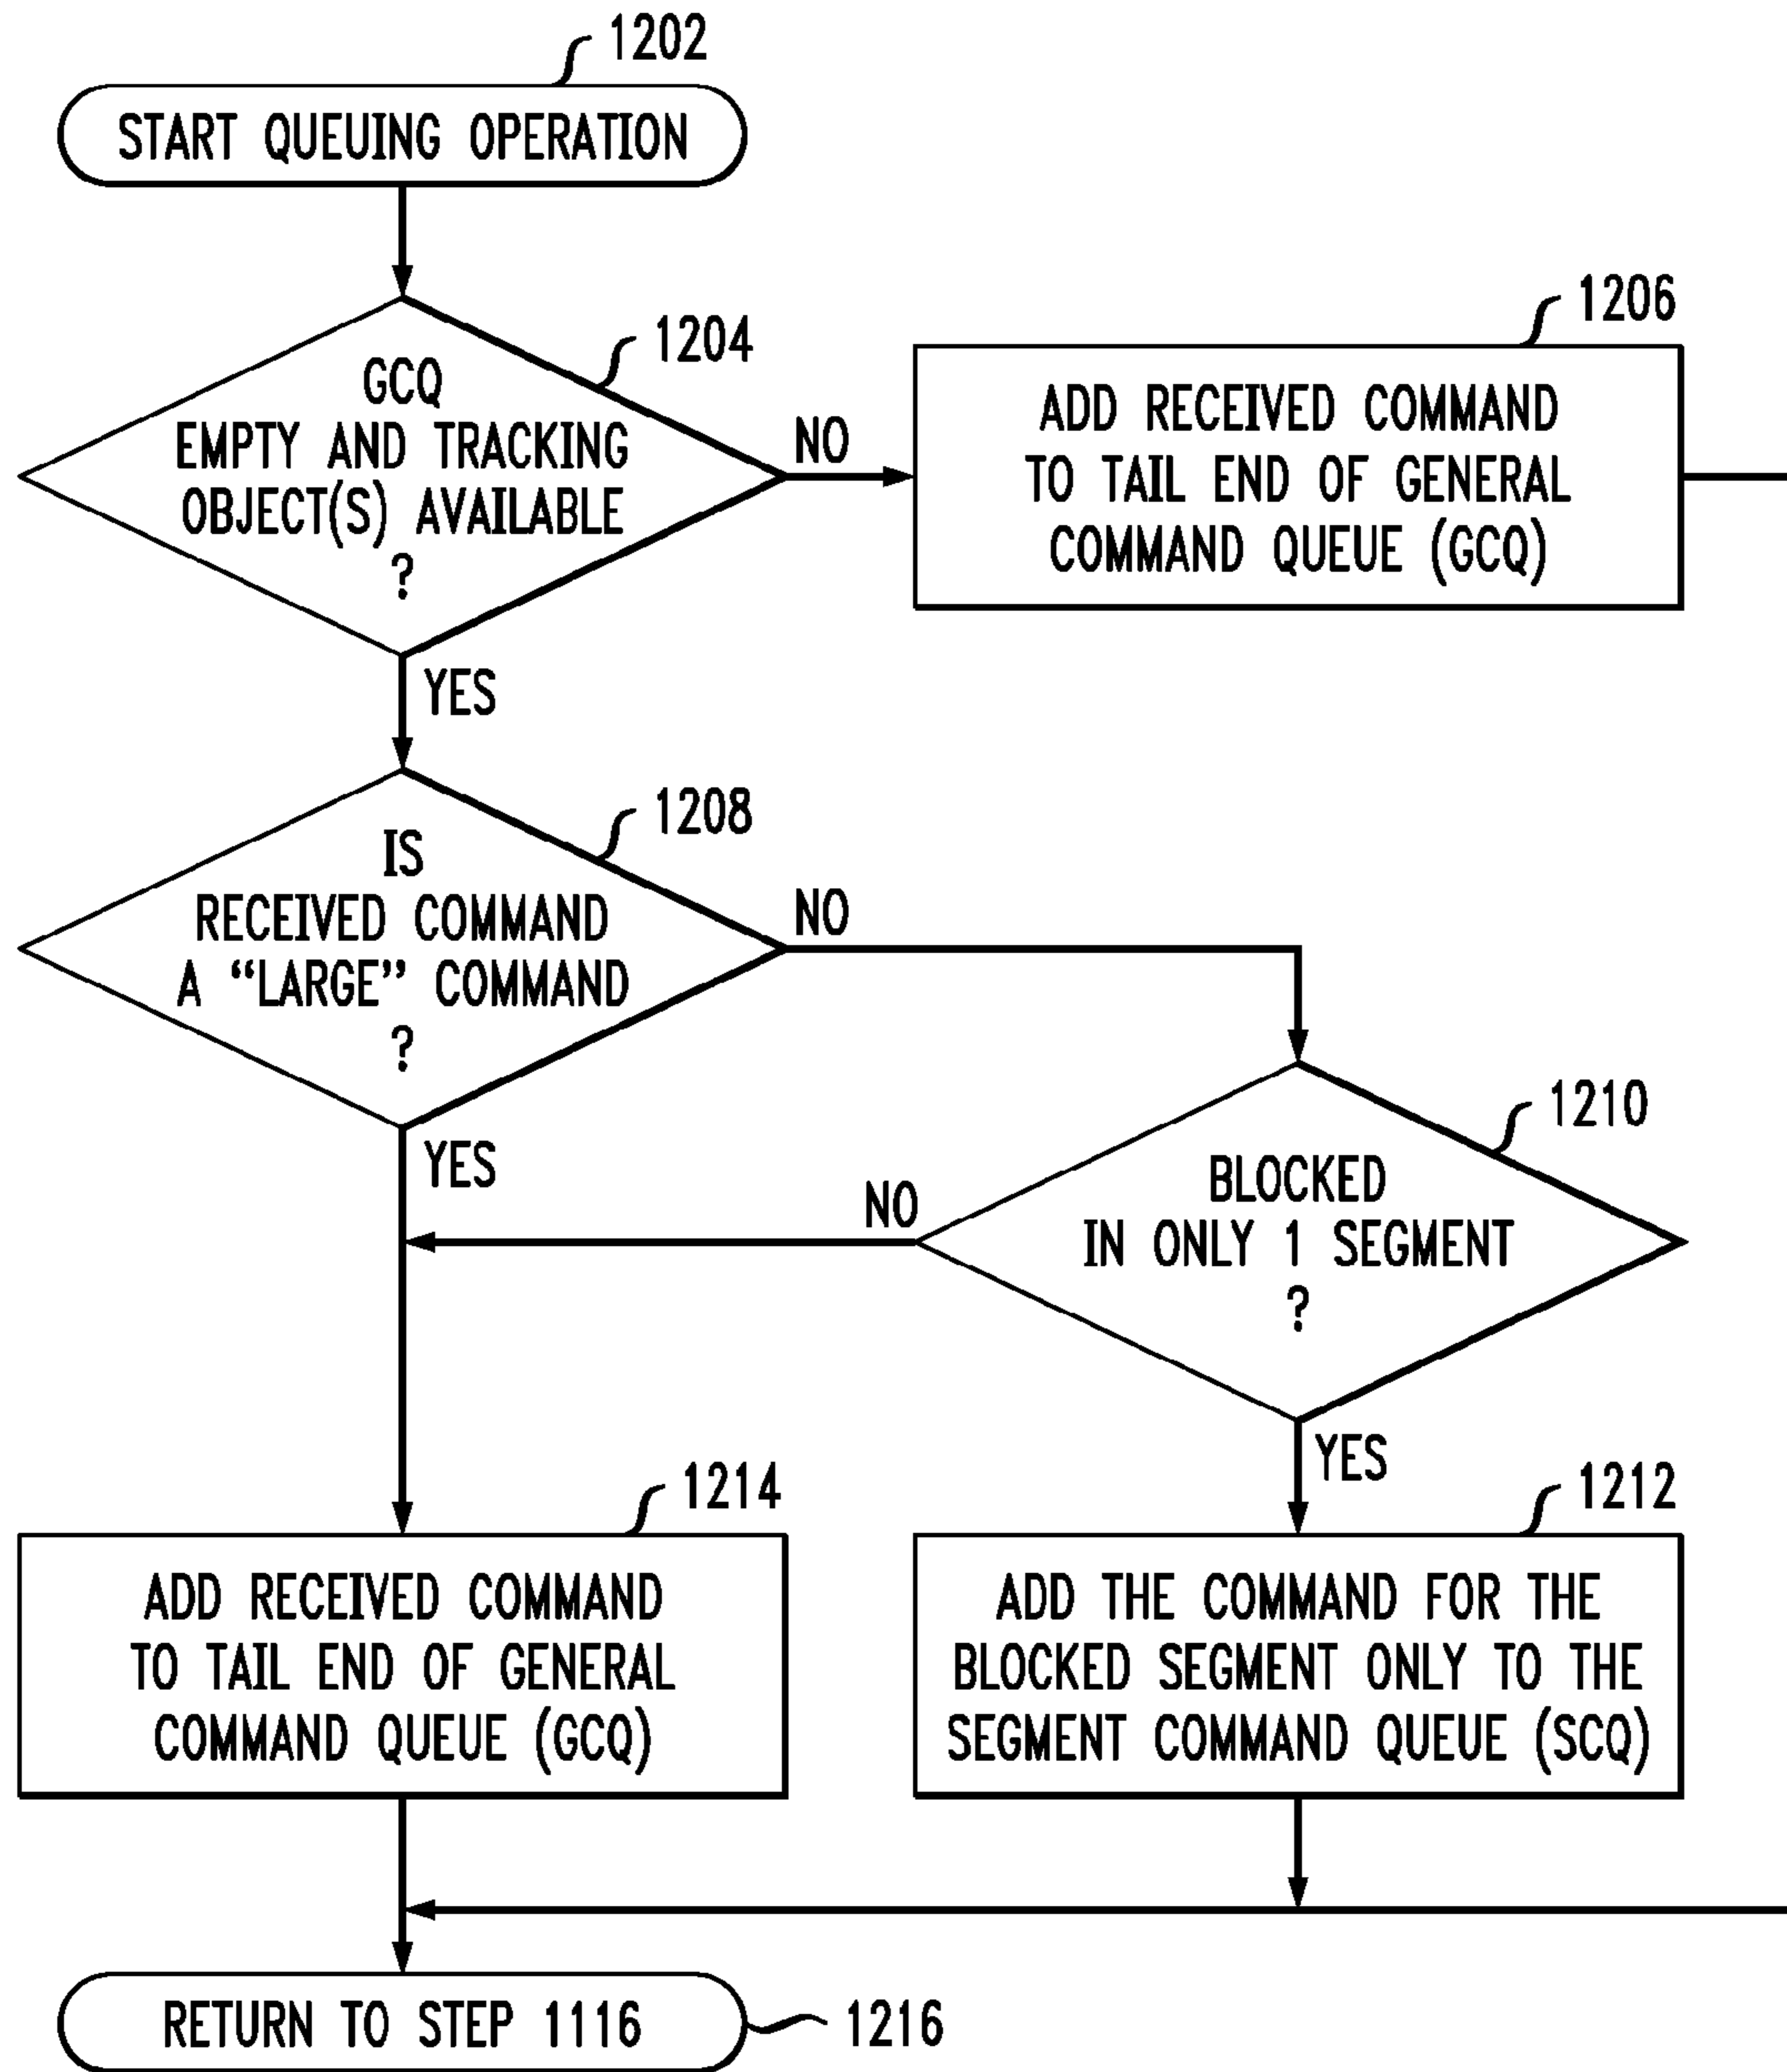 1202
START QUEUING OPERATION
1204
GCQ
EMPTY AND TRACKING
OBJECT(S) AVAILABLE
?
NO
YES
1206
ADD RECEIVED COMMAND
TO TAIL END OF GENERAL
COMMAND QUEUE (GCQ)
1208
IS
RECEIVED COMMAND
A “LARGE” COMMAND
?
NO
YES
1210
BLOCKED
IN ONLY 1 SEGMENT
?
NO
YES
1214
ADD RECEIVED COMMAND
TO TAIL END OF GENERAL
COMMAND QUEUE (GCQ)
1212
ADD THE COMMAND FOR THE
BLOCKED SEGMENT ONLY TO THE
SEGMENT COMMAND QUEUE (SCQ)
RETURN TO STEP 1116
1216